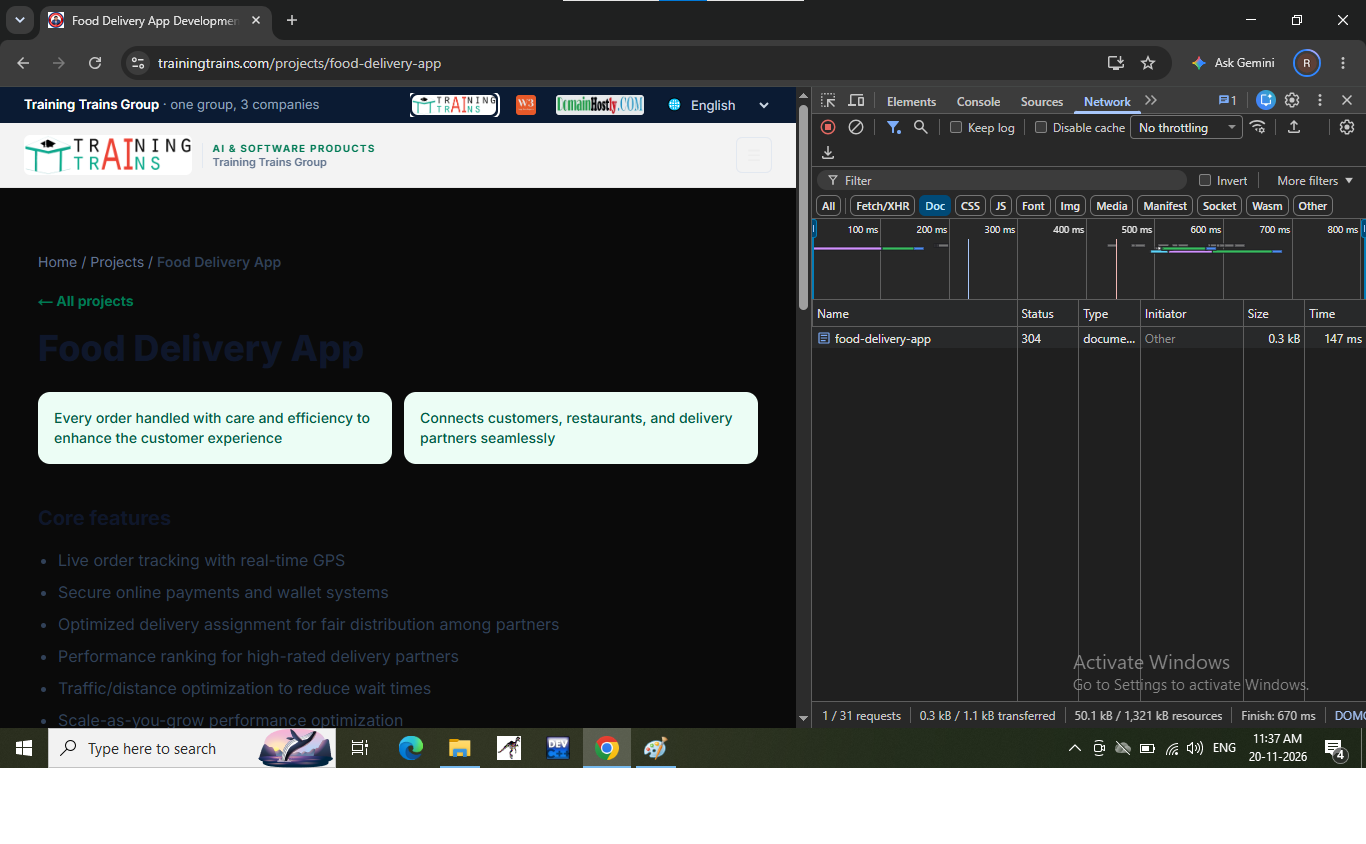 Food Delivery App Developmen
trainingtrains.com/projects/food-delivery-app
Ask Gemini
R
Training Trains Group · one group, 3 companies
TRAINING TRAINS
W3
DomainHostly.COM
English
TRAINING
TRAINS
AI & SOFTWARE PRODUCTS
Training Trains Group
Home / Projects / Food Delivery App
← All projects
Food Delivery App
Every order handled with care and efficiency to
enhance the customer experience
Connects customers, restaurants, and delivery
partners seamlessly
Core features
• Live order tracking with real-time GPS
• Secure online payments and wallet systems
• Optimized delivery assignment for fair distribution among partners
• Performance ranking for high-rated delivery partners
• Traffic/distance optimization to reduce wait times
• Scale-as-you-grow performance optimization
Elements Console Sources Network 1
Keep log Disable cache No throttling
Filter Invert More filters
All Fetch/XHR Doc CSS JS Font Img Media Manifest Socket Wasm Other
100 ms 200 ms 300 ms 400 ms 500 ms 600 ms 700 ms 800 ms
Name Status Type Initiator Size Time
food-delivery-app 304 docume... Other 0.3 kB 147 ms
Activate Windows
Go to Settings to activate Windows.
1 / 31 requests 0.3 kB / 1.1 kB transferred 50.1 kB / 1,321 kB resources Finish: 670 ms DOMC
Type here to search
DEV
ENG
11:37 AM
20-11-2026
4